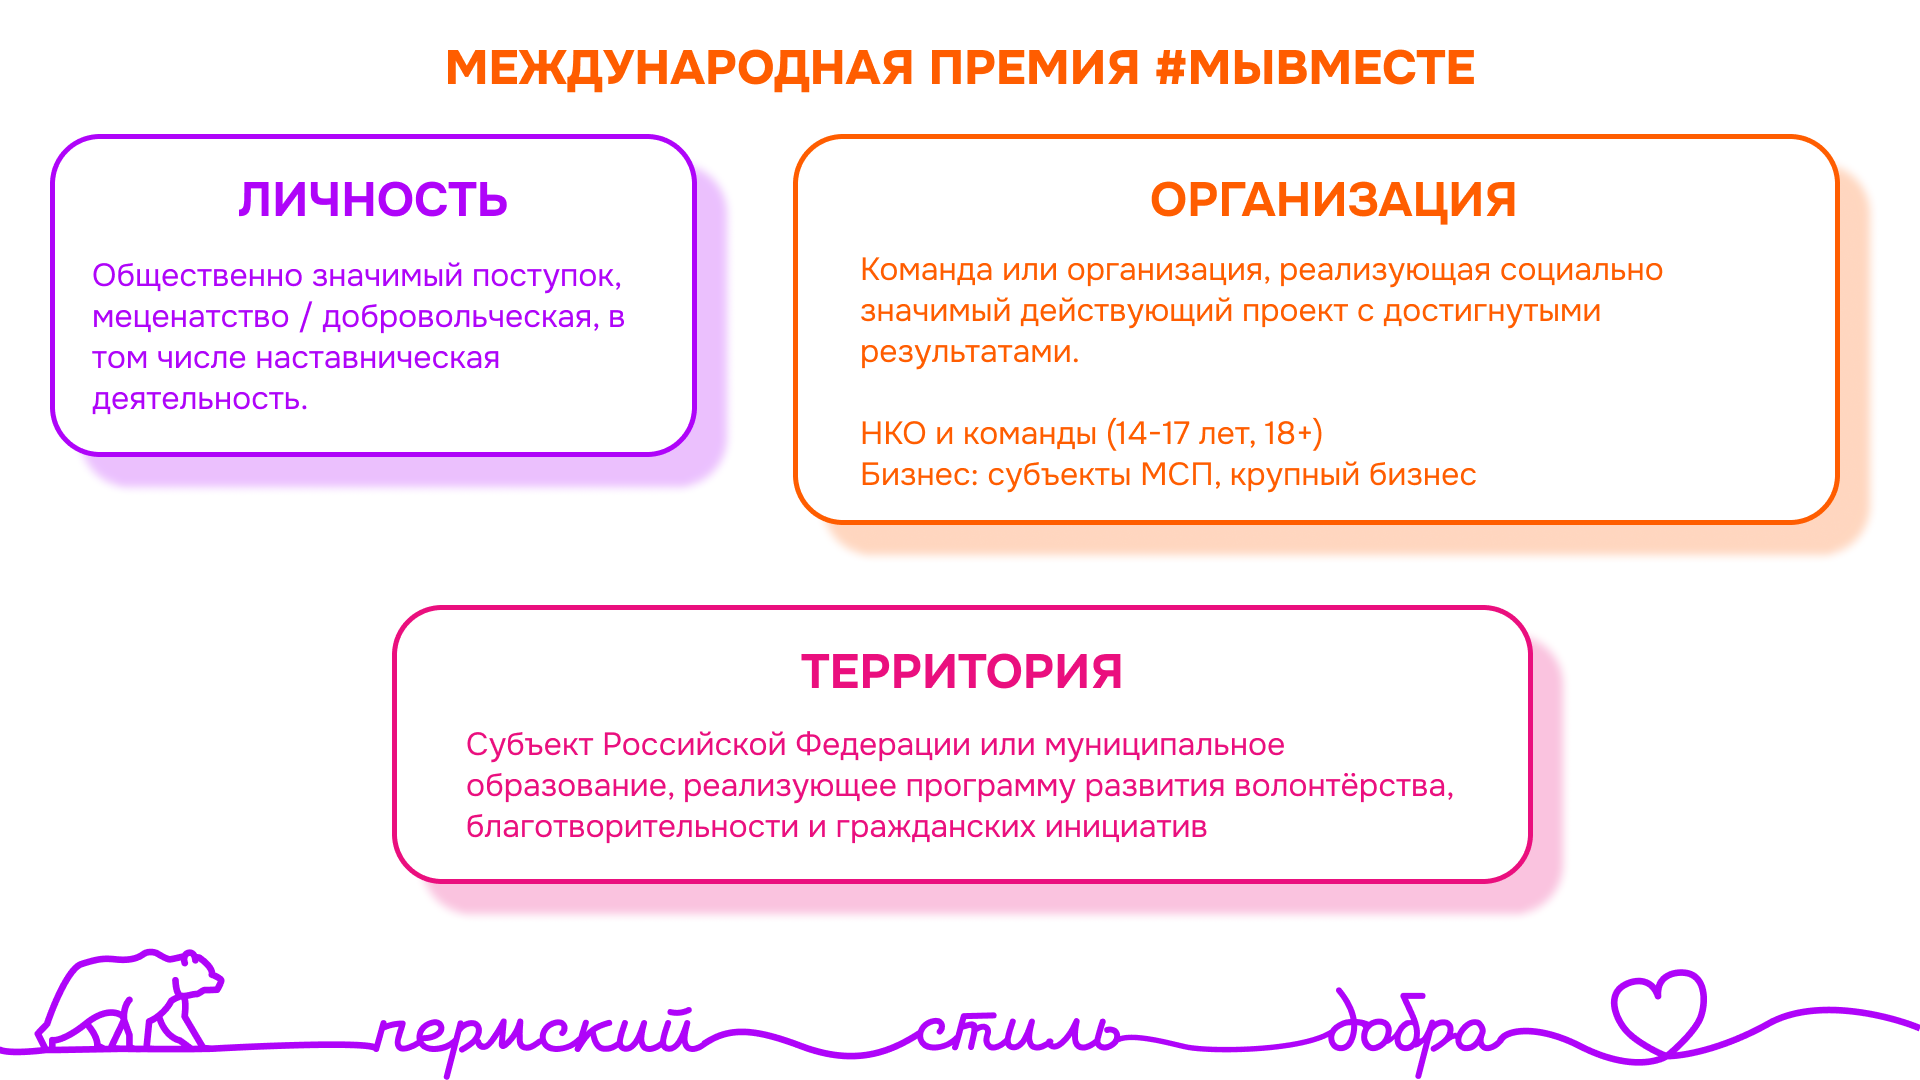 МЕЖДУНАРОДНАЯ ПРЕМИЯ #МЫВМЕСТЕ
ЛИЧНОСТЬ
Общественно значимый поступок,
меценатство / добровольческая, в
том числе наставническая
деятельность.
ОРГАНИЗАЦИЯ
Команда или организация, реализующая социально
значимый действующий проект с достигнутыми
результатами.
НКО и команды (14-17 лет, 18+)
Бизнес: субъекты МСП, крупный бизнес
ТЕРРИТОРИЯ
Субъект Российской Федерации или муниципальное
образование, реализующее программу развития волонтёрства,
благотворительности и гражданских инициатив
пермский стиль добра